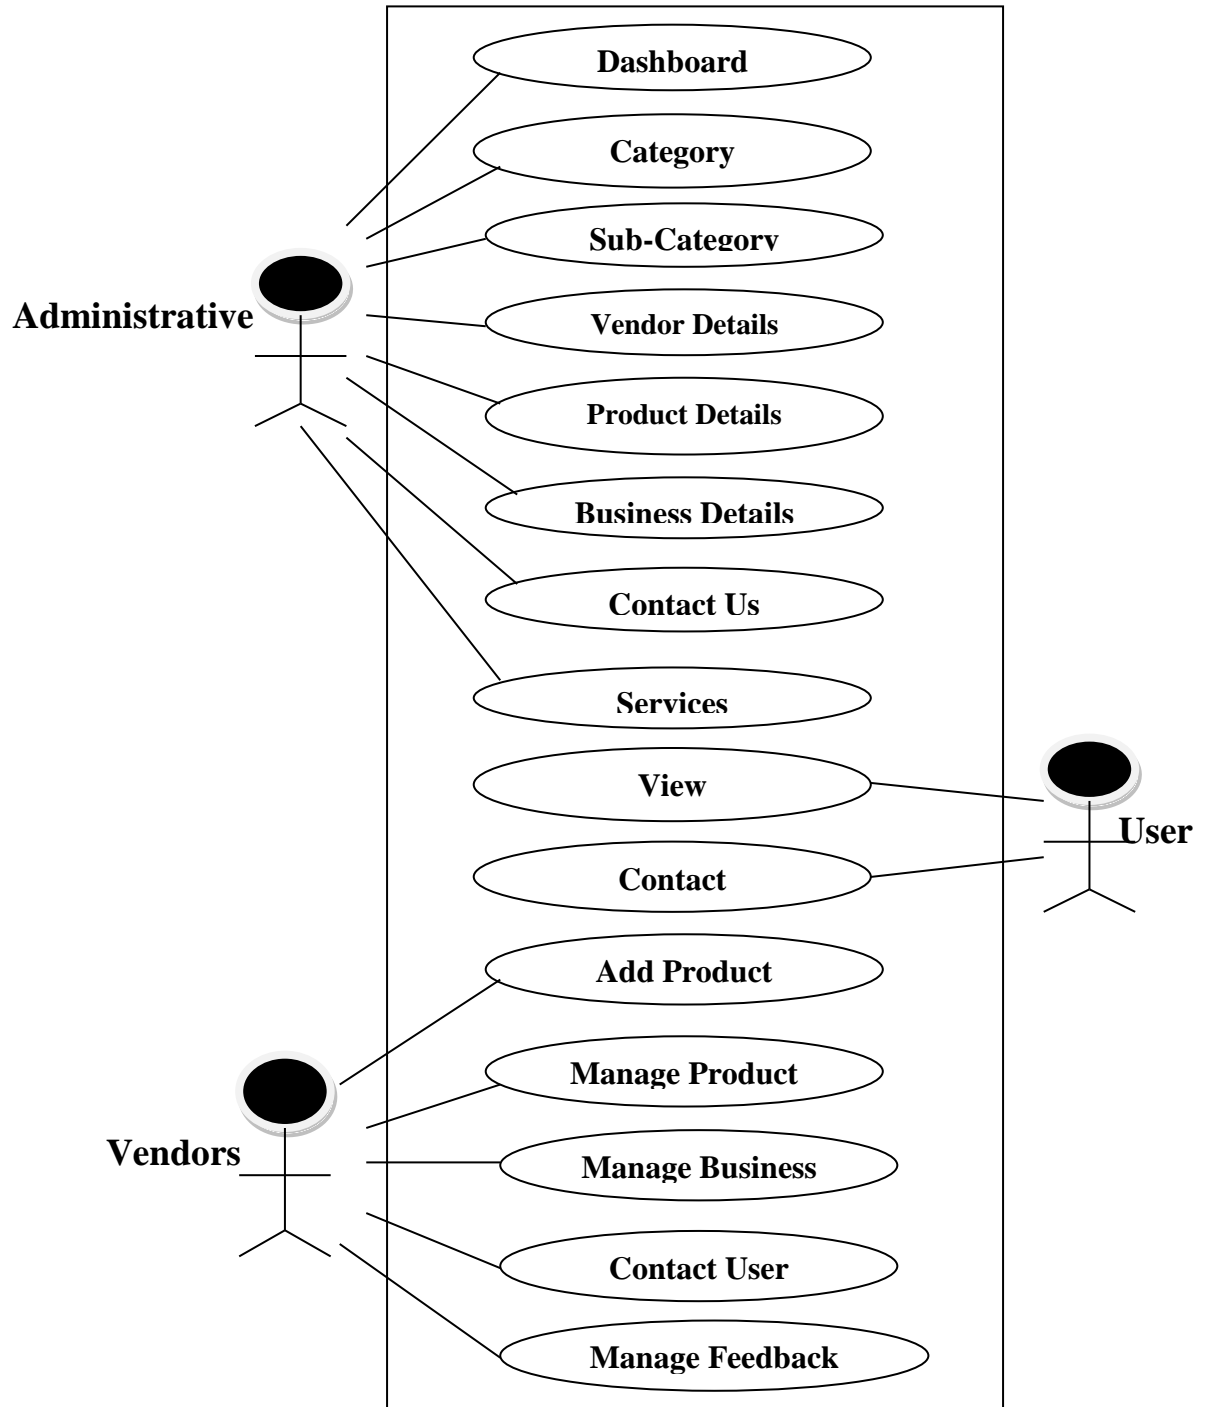 Dashboard
Category
Sub-Category
Administrative
Vendor Details
Product Details
Business Details
Contact Us
Services
View
User
Contact
Add Product
Manage Product
Vendors
Manage Business
Contact User
Manage Feedback